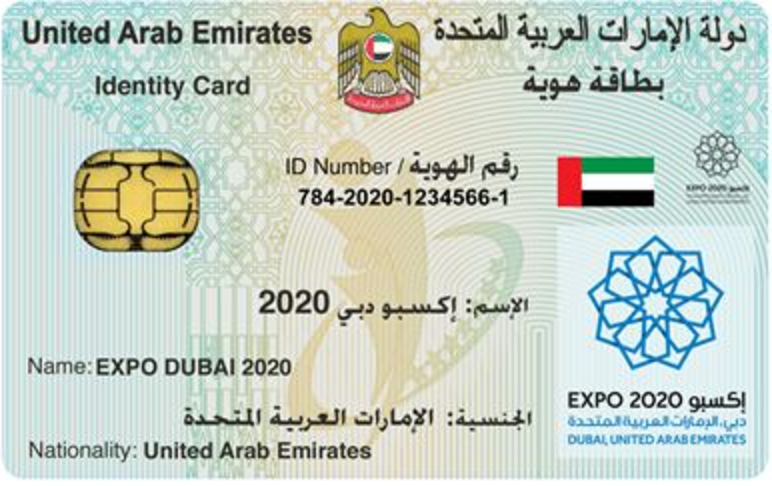 United Arab Emirates
دولة الإمارات العربية المتحدة
Identity Card
بطاقة هوية
ID Number / رقم الهوية
784-2020-1234566-1
EXPO 2020 إكسبو
الإسم: إكسبو دبي 2020
Name: EXPO DUBAI 2020
EXPO 2020 إكسبو
دبي، الإمارات العربية المتحدة
DUBAI, UNITED ARAB EMIRATES
الجنسية: الإمارات العربية المتحدة
Nationality: United Arab Emirates